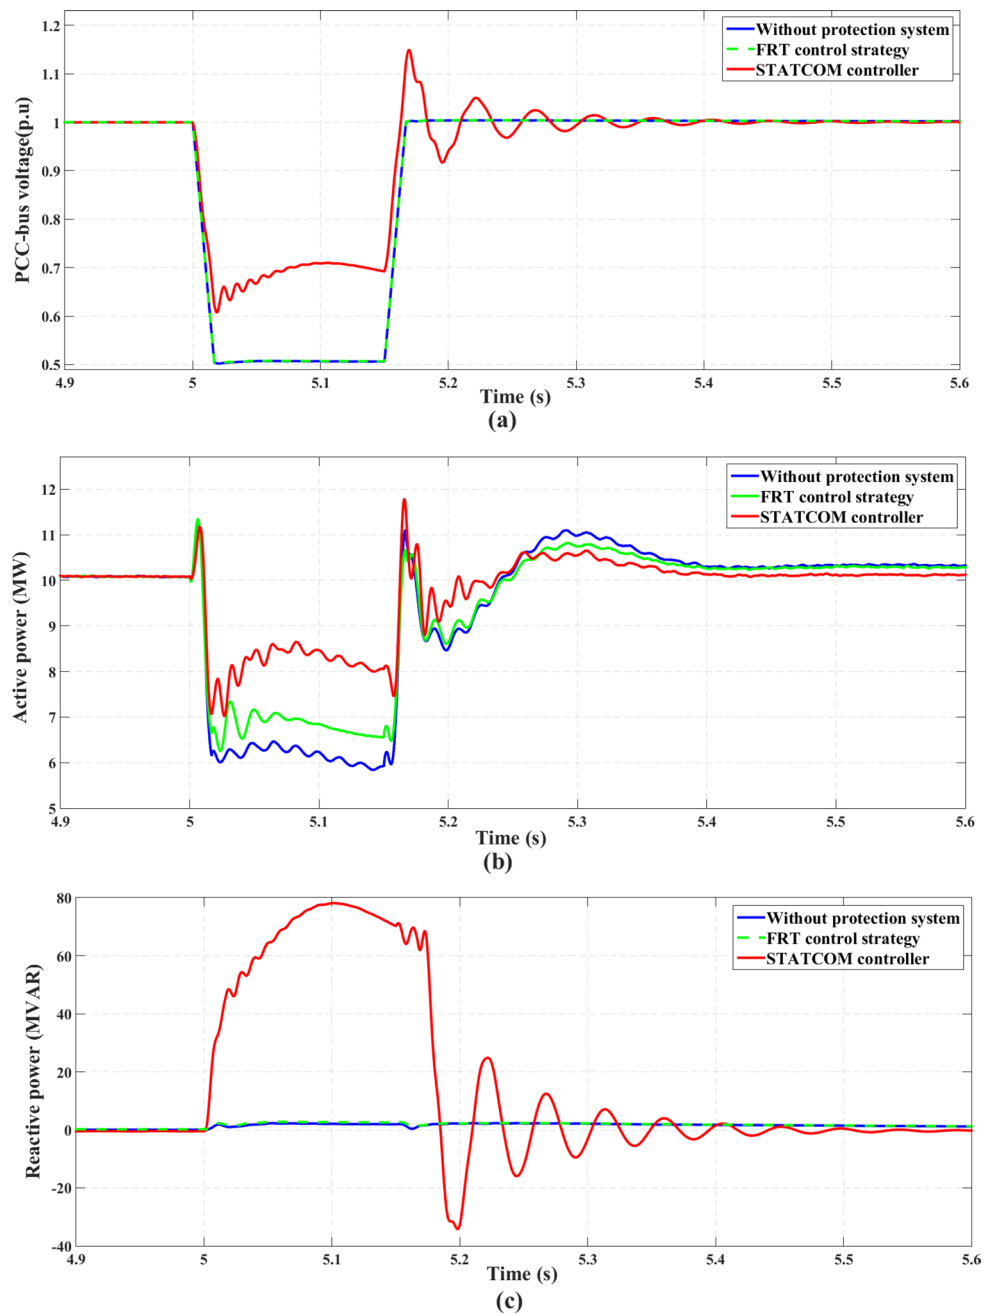 1.2
1.1
1
0.9
0.8
0.7
0.6
0.5
PCC-bus voltage(p.u)
Without protection system
FRT control strategy
STATCOM controller
4.9 5 5.1 5.2 5.3 5.4 5.5 5.6
Time (s)
(a)
12
11
10
9
8
7
6
5
Active power (MW)
Without protection system
FRT control strategy
STATCOM controller
4.9 5 5.1 5.2 5.3 5.4 5.5 5.6
Time (s)
(b)
80
60
40
20
0
-20
-40
Reactive power (MVAR)
Without protection system
FRT control strategy
STATCOM controller
4.9 5 5.1 5.2 5.3 5.4 5.5 5.6
Time (s)
(c)